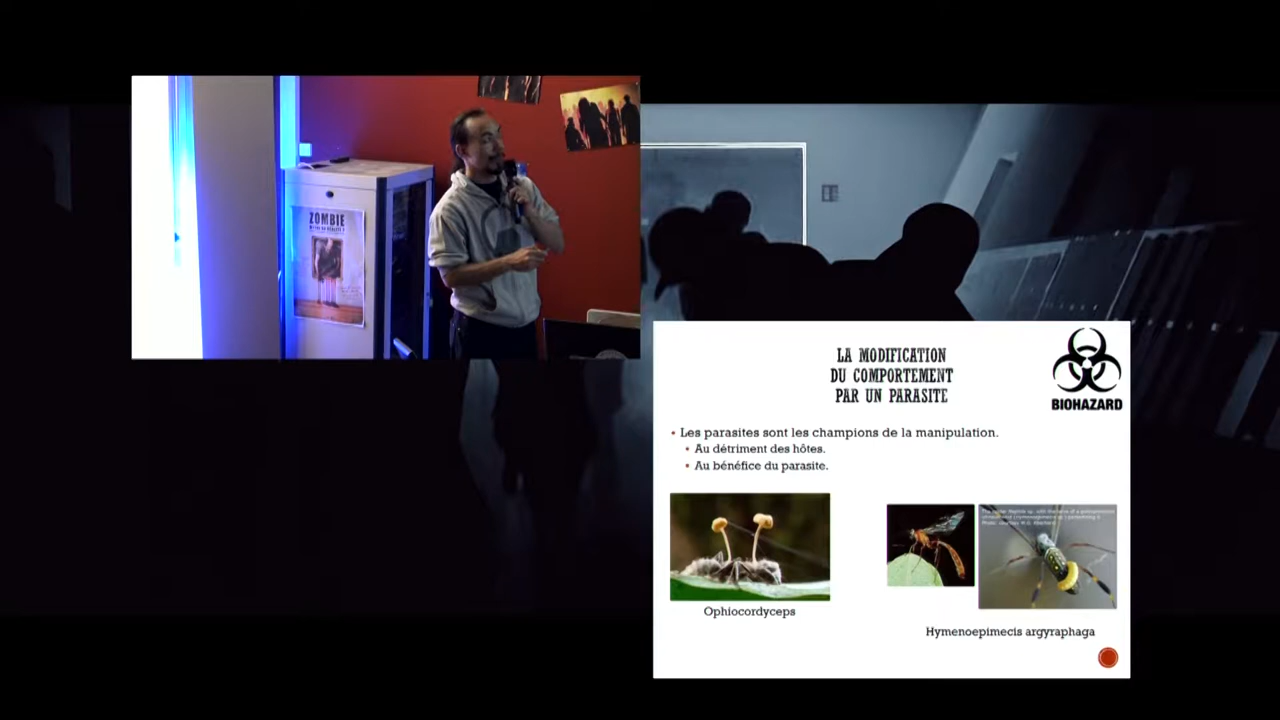 ZOMBIE
LA MODIFICATION
DU COMPORTEMENT
PAR UN PARASITE
BIOHAZARD
• Les parasites sont les champions de la manipulation.
• Au détriment des hôtes.
• Au bénéfice du parasite.
Ophiocordyceps
Hymenoepimecis argyraphaga